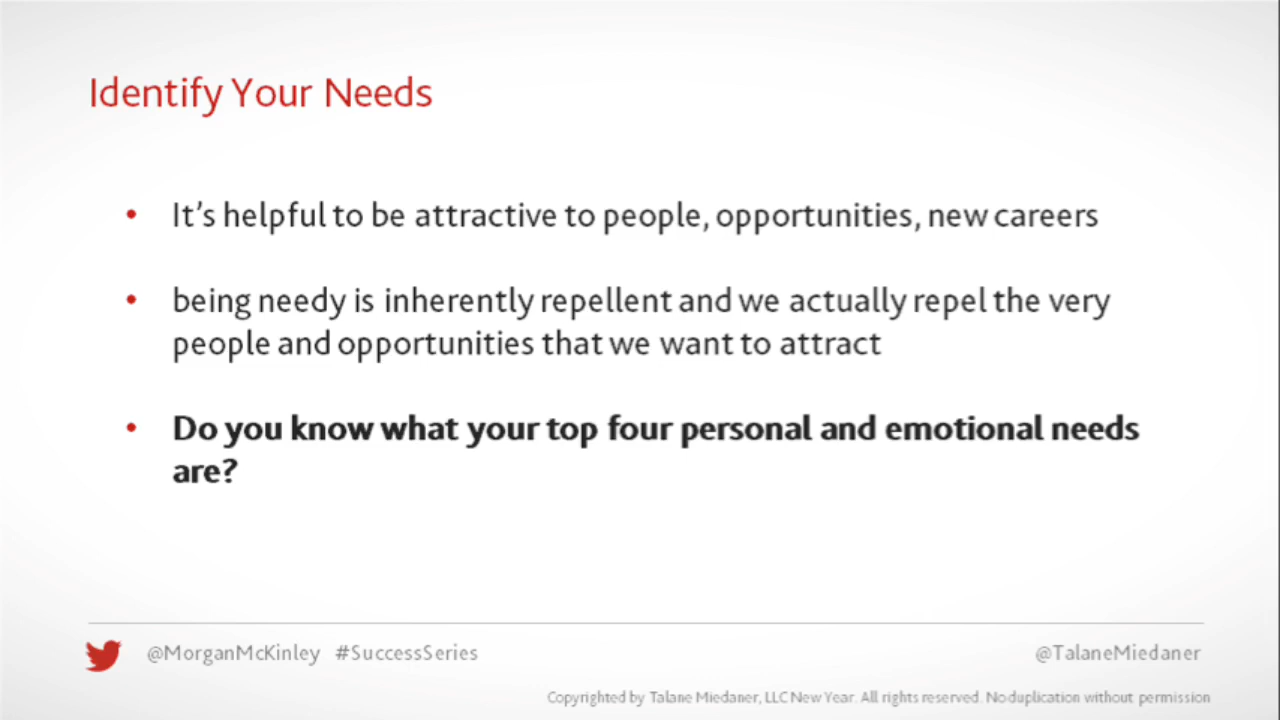 Identify Your Needs
• It’s helpful to be attractive to people, opportunities, new careers
• being needy is inherently repellent and we actually repel the very
people and opportunities that we want to attract
• Do you know what your top four personal and emotional needs
are?
@MorganMcKinley #SuccessSeries
@TalaneMiedaner
Copyrighted by Talane Miedaner, LLC New Year. All rights reserved. No duplication without permission